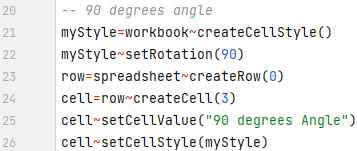 20 -- 90 degrees angle
21 myStyle=workbook~createCellStyle()
22 myStyle~setRotation(90)
23 row=spreadsheet~createRow(0)
24 cell=row~createCell(3)
25 cell~setCellValue("90 degrees Angle")
26 cell~setCellStyle(myStyle)